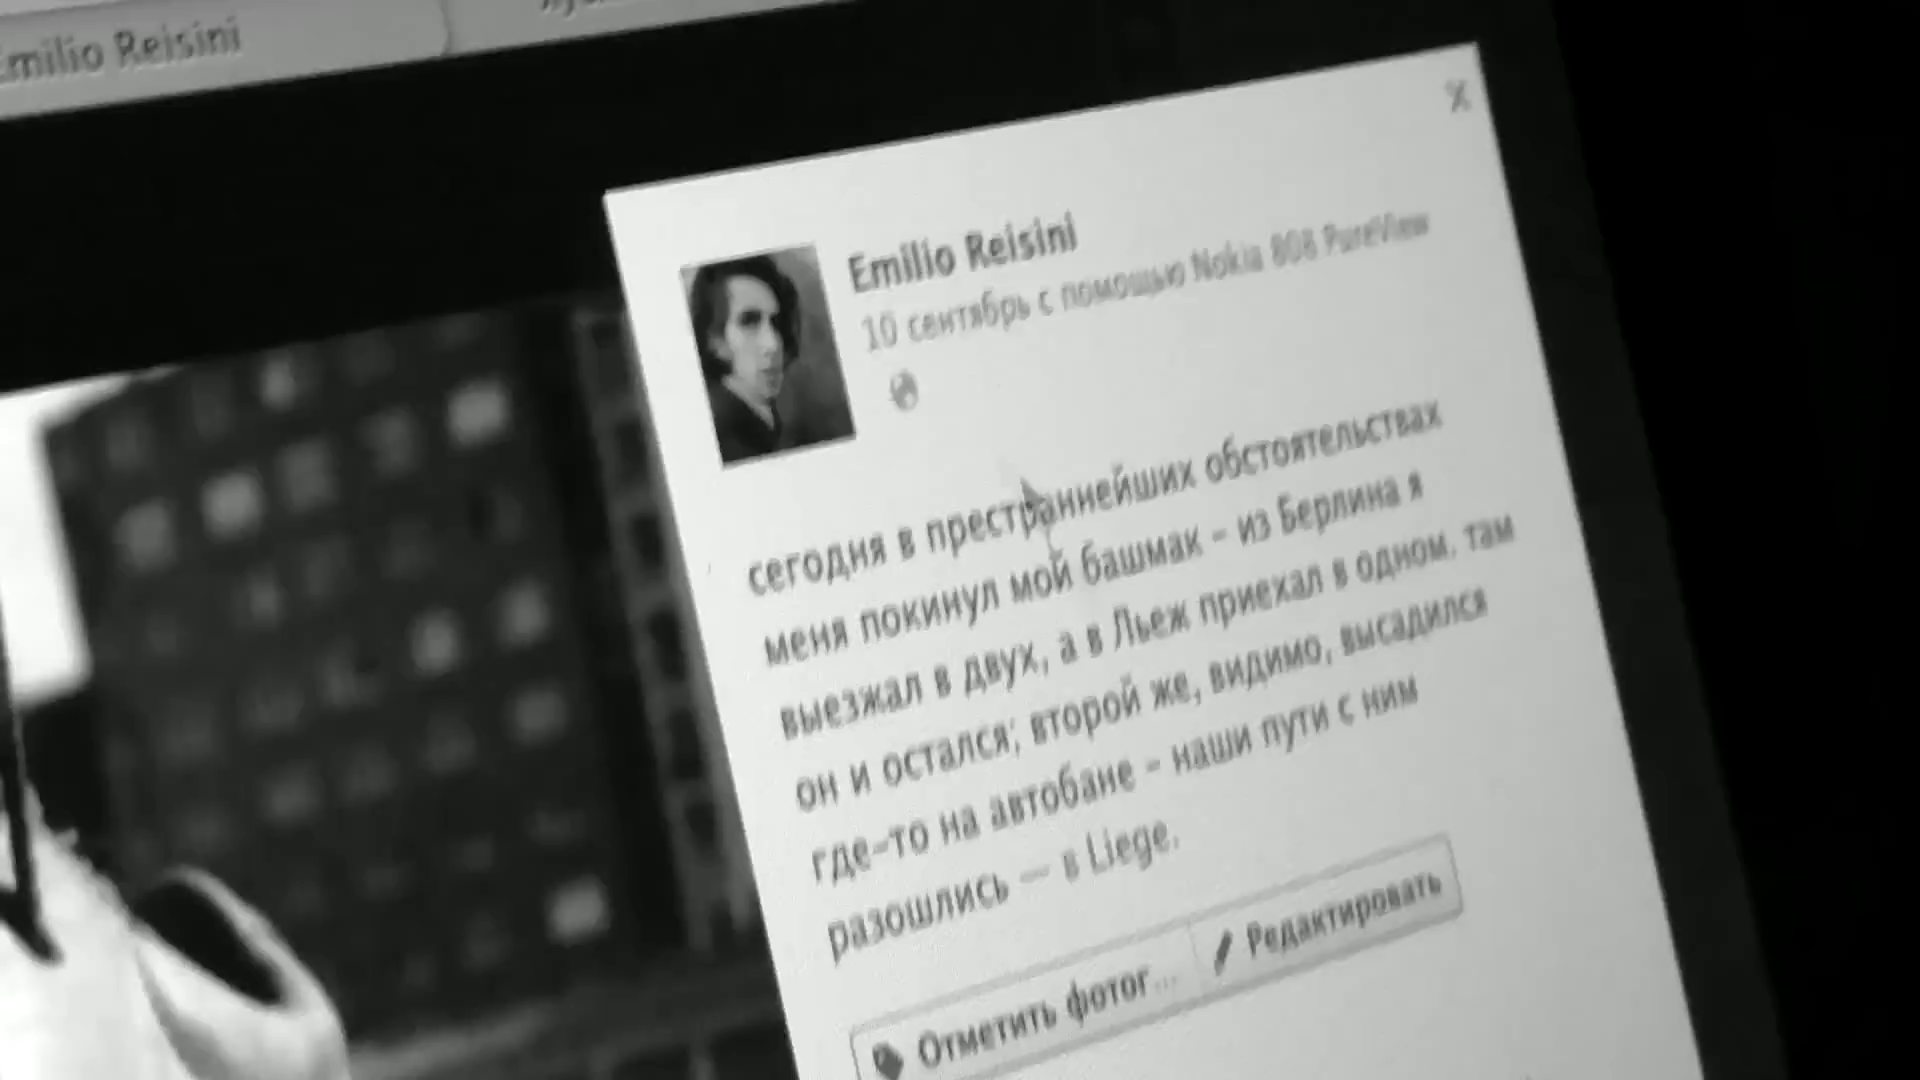 Emilio Reisini
Emilio Reisini
10 сентябрь с помощью Nokia 808 PureView
сегодня в престраннейших обстоятельствах
меня покинул мой башмак – из Берлина я
выезжал в двух, а в Льеж приехал в одном. там
он и остался; второй же, видимо, высадился
где-то на автобане – наши пути с ним
разошлись — в Liege.
Отметить фотог...
Редактировать